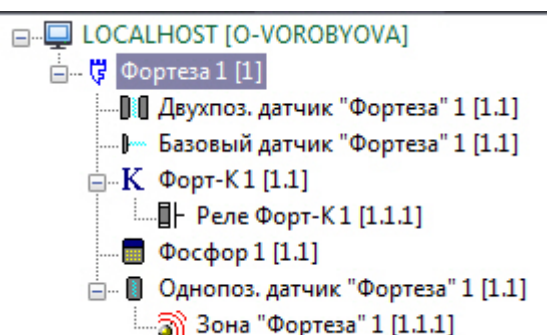 LOCALHOST [O-VOROBYOVA]
Фортеза 1 [1]
Двухпоз. датчик "Фортеза" 1 [1.1]
Базовый датчик "Фортеза" 1 [1.1]
К Форт-К 1 [1.1]
Реле Форт-К 1 [1.1.1]
Фосфор 1 [1.1]
Однопоз. датчик "Фортеза" 1 [1.1]
Зона "Фортеза" 1 [1.1.1]